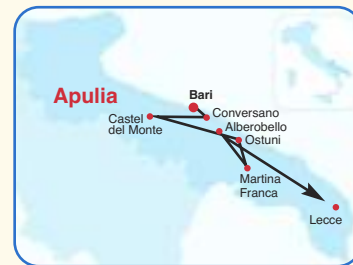 Apulia
Bari
Castel
del Monte
Conversano
Alberobello
Ostuni
Martina
Franca
Lecce